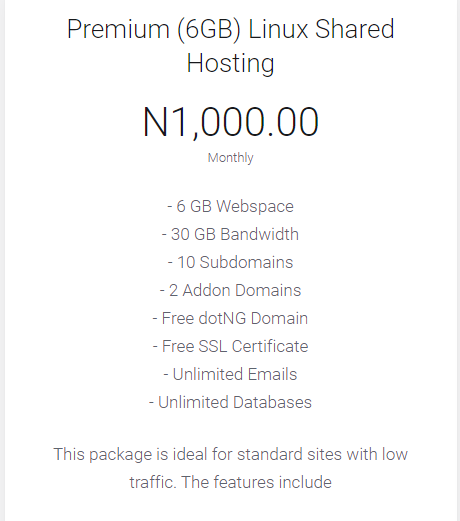 Premium (6GB) Linux Shared
Hosting
N1,000.00
Monthly
- 6 GB Webspace
- 30 GB Bandwidth
- 10 Subdomains
- 2 Addon Domains
- Free dotNG Domain
- Free SSL Certificate
- Unlimited Emails
- Unlimited Databases
This package is ideal for standard sites with low
traffic. The features include